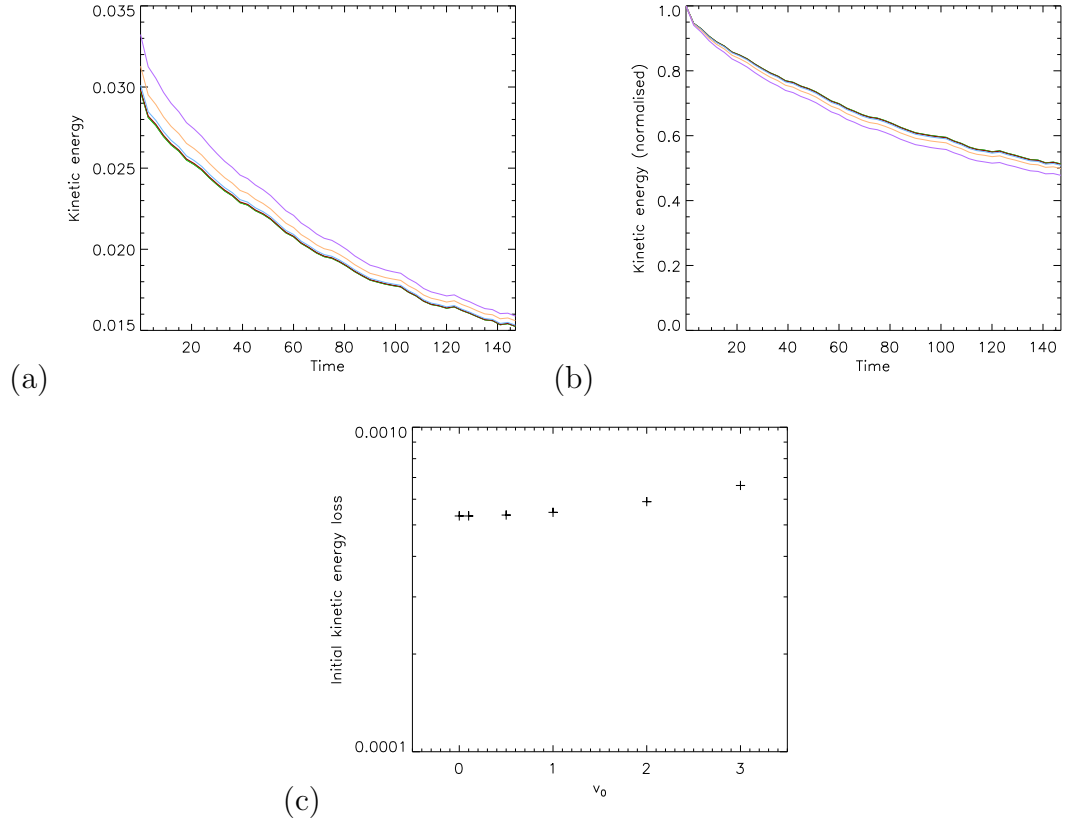 0.035
0.030
0.025
0.020
0.015
Kinetic energy
20 40 60 80 100 120 140
Time
(a)
1.0
0.8
0.6
0.4
0.2
0.0
Kinetic energy (normalised)
20 40 60 80 100 120 140
Time
(b)
0.0010
0.0001
Initial kinetic energy loss
0 1 2 3
v₀
(c)